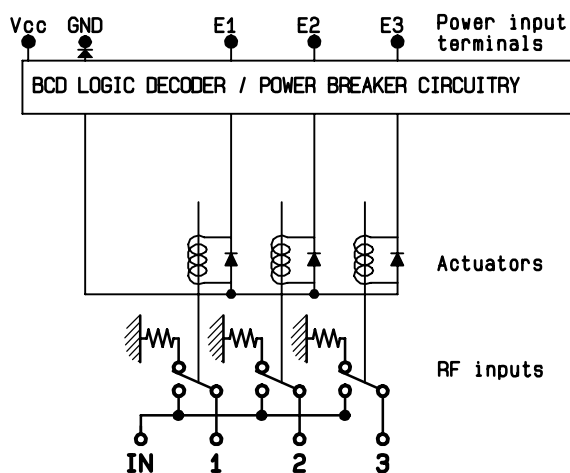 Vcc GND E1 E2 E3 Power input
terminals
BCD LOGIC DECODER / POWER BREAKER CIRCUITRY
Actuators
RF inputs
IN 1 2 3